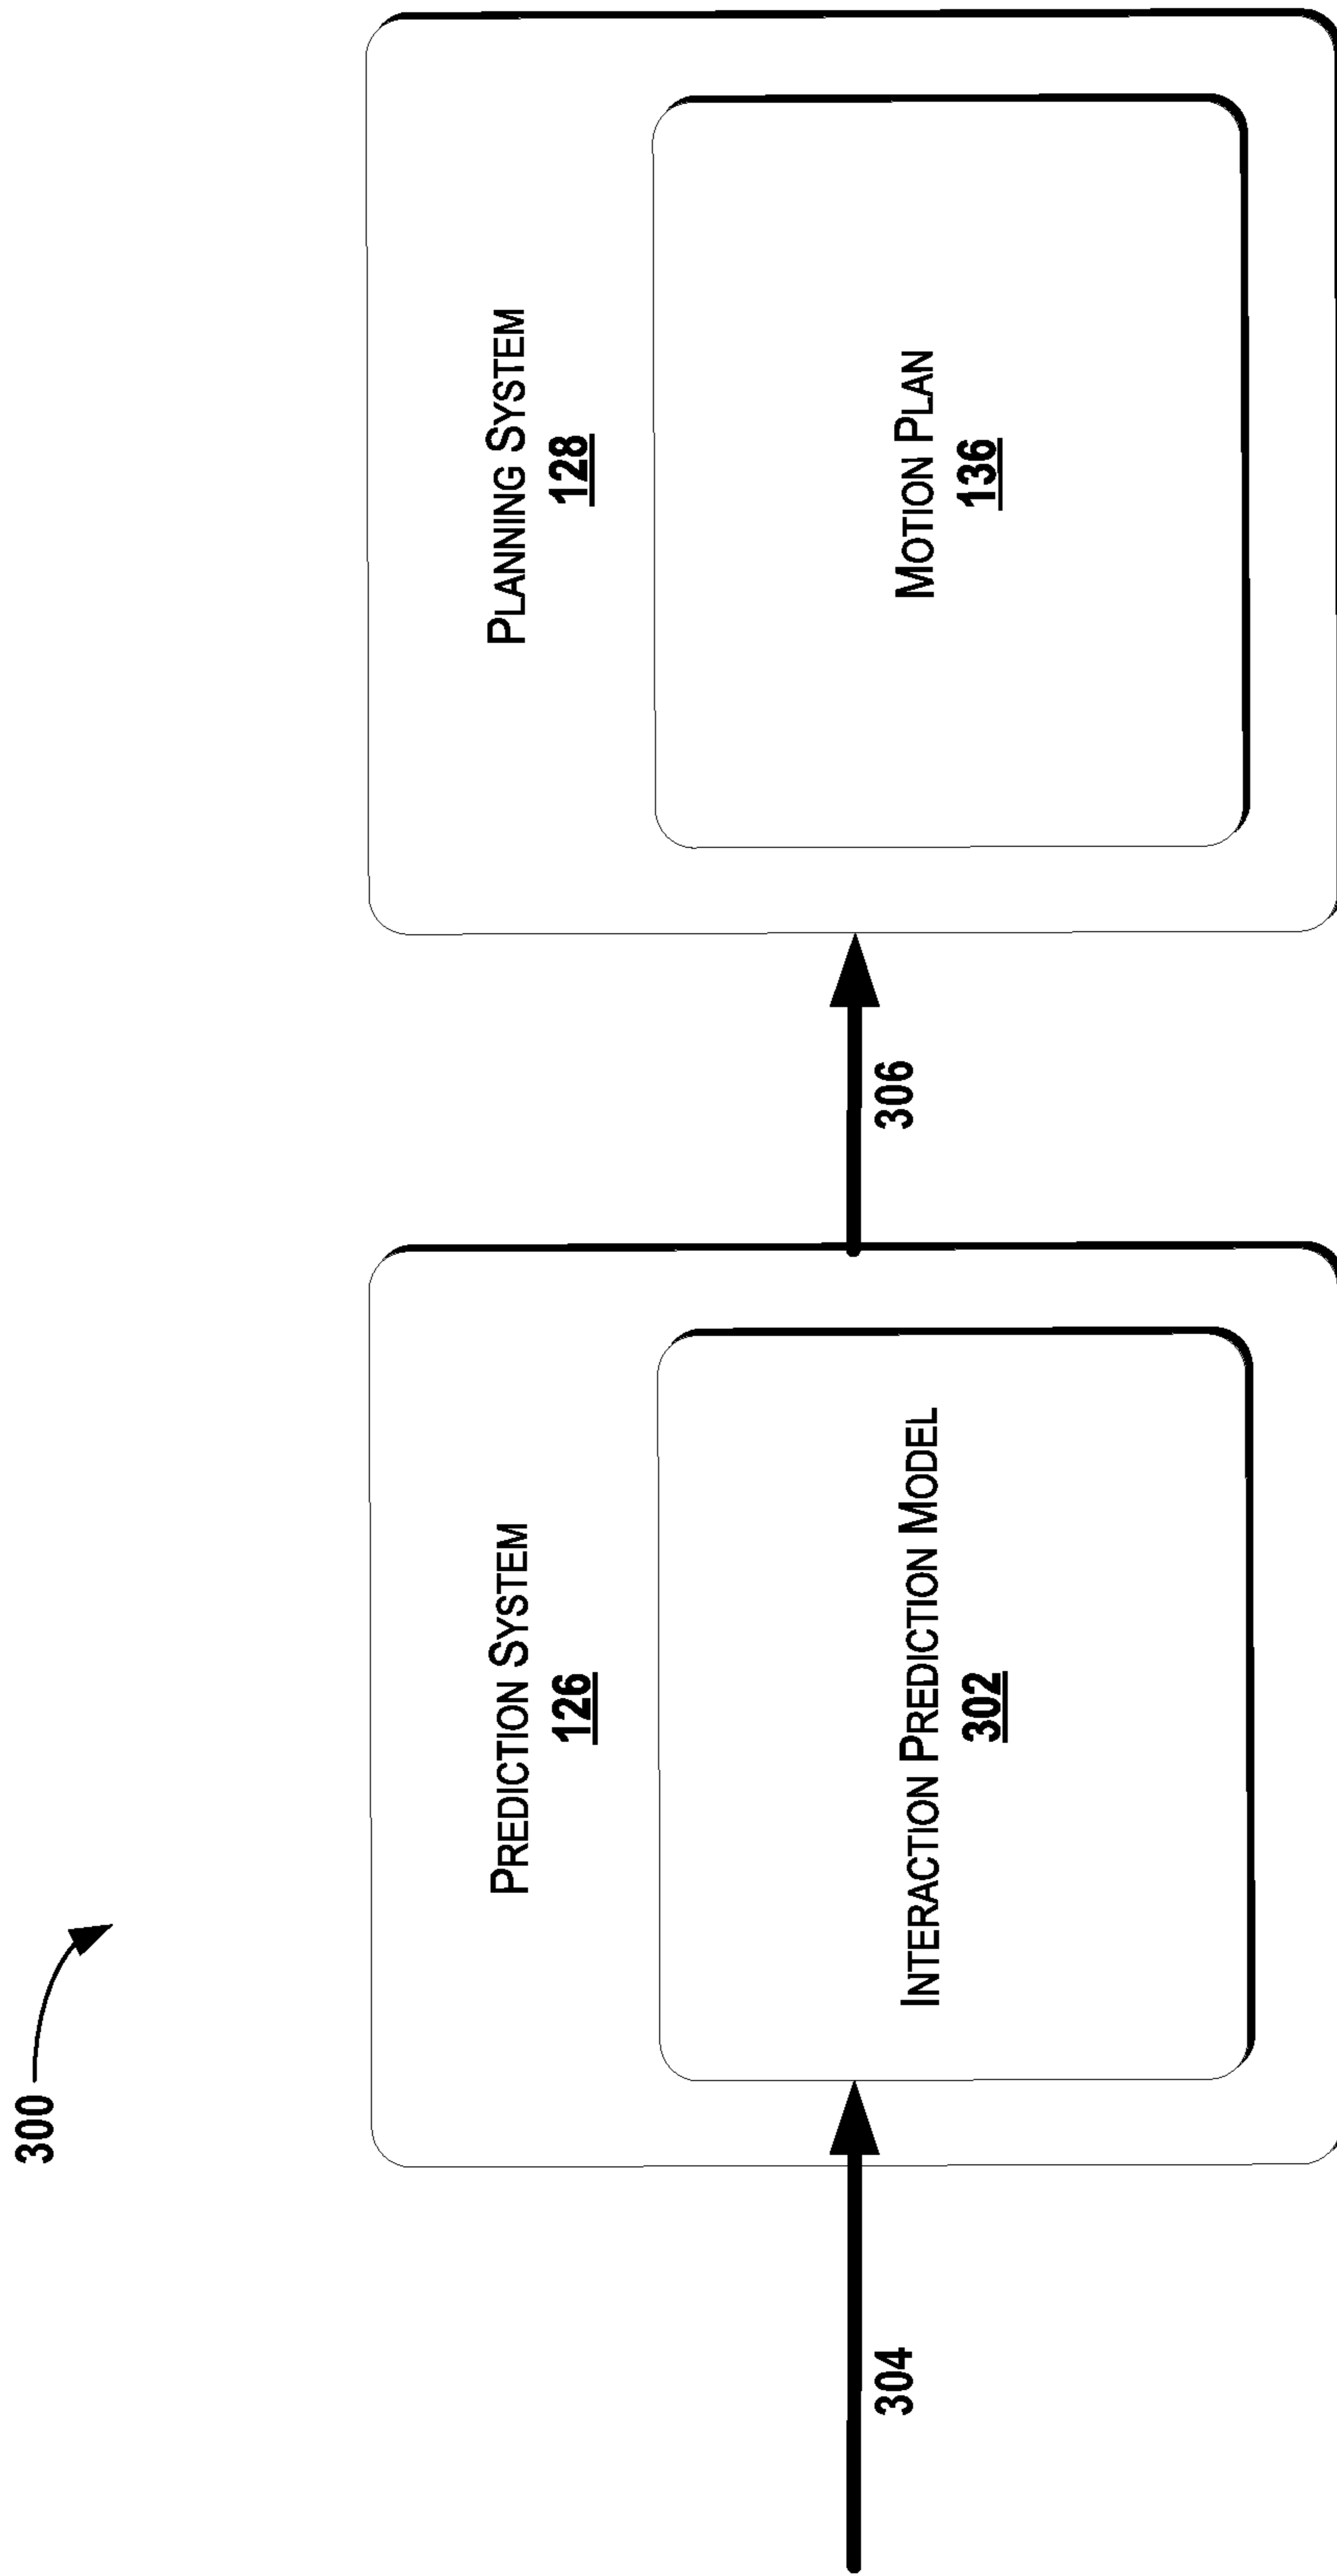 300
PREDICTION SYSTEM
126
INTERACTION PREDICTION MODEL
302
304
306
PLANNING SYSTEM
128
MOTION PLAN
136